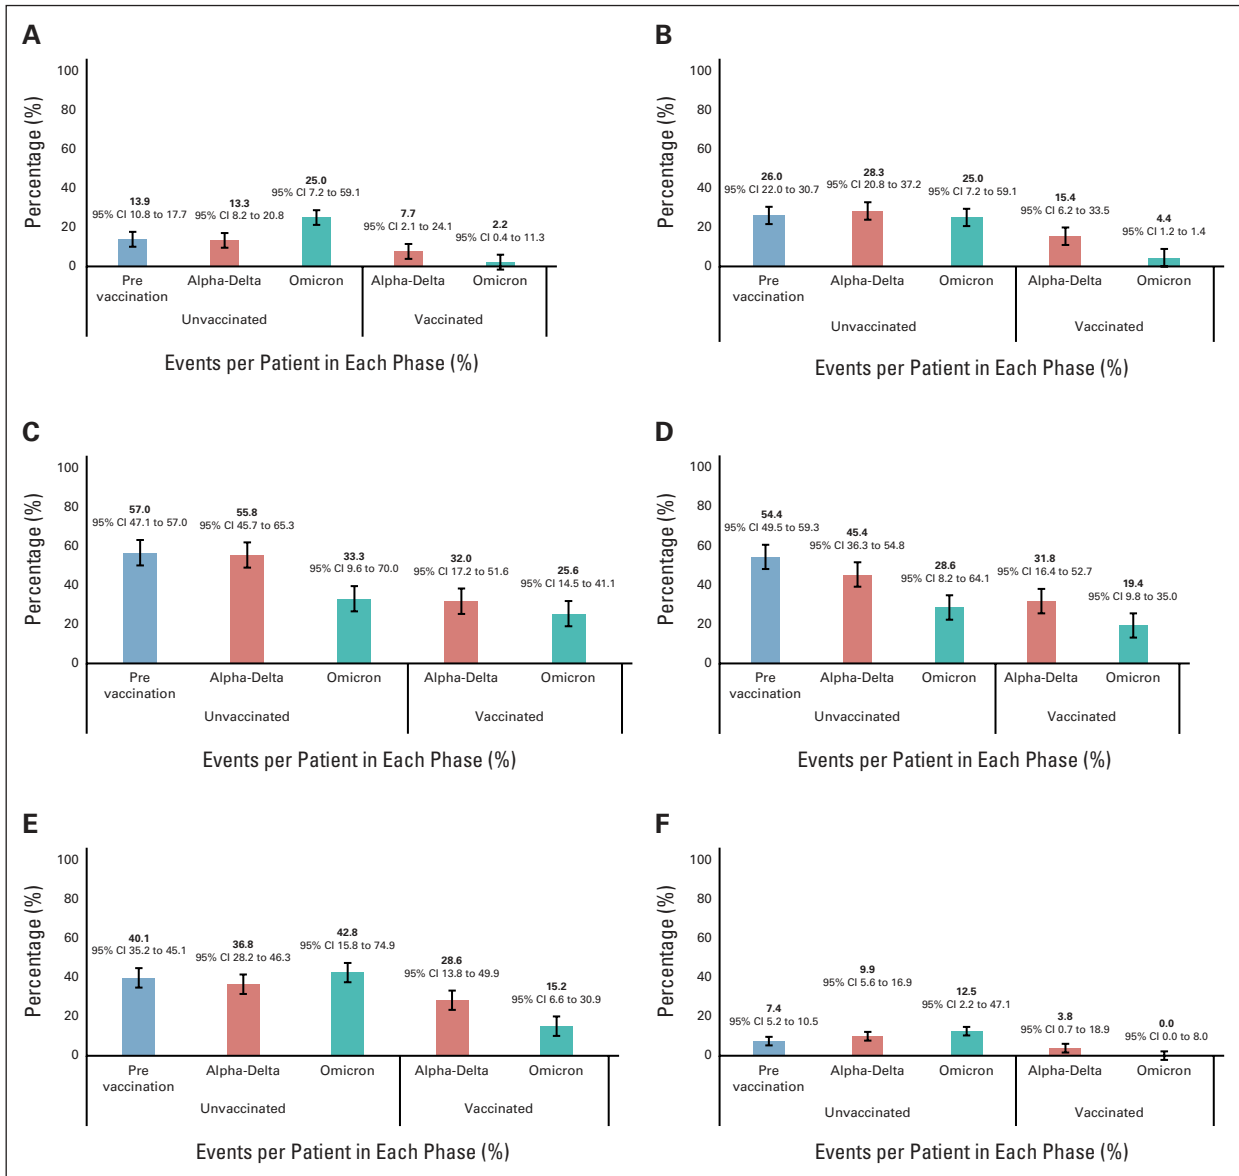 A
Percentage (%)
100
80
60
40
20
0
13.9
95% CI 10.8 to 17.7
13.3
95% CI 8.2 to 20.8
25.0
95% CI 7.2 to 59.1
7.7
95% CI 2.1 to 24.1
2.2
95% CI 0.4 to 11.3
Pre
vaccination
Alpha-Delta
Omicron
Alpha-Delta
Omicron
Unvaccinated
Vaccinated
Events per Patient in Each Phase (%)
B
Percentage (%)
100
80
60
40
20
0
26.0
95% CI 22.0 to 30.7
28.3
95% CI 20.8 to 37.2
25.0
95% CI 7.2 to 59.1
15.4
95% CI 6.2 to 33.5
4.4
95% CI 1.2 to 1.4
Pre
vaccination
Alpha-Delta
Omicron
Alpha-Delta
Omicron
Unvaccinated
Vaccinated
Events per Patient in Each Phase (%)
C
Percentage (%)
100
80
60
40
20
0
57.0
95% CI 47.1 to 57.0
55.8
95% CI 45.7 to 65.3
33.3
95% CI 9.6 to 70.0
32.0
95% CI 17.2 to 51.6
25.6
95% CI 14.5 to 41.1
Pre
vaccination
Alpha-Delta
Omicron
Alpha-Delta
Omicron
Unvaccinated
Vaccinated
Events per Patient in Each Phase (%)
D
Percentage (%)
100
80
60
40
20
0
54.4
95% CI 49.5 to 59.3
45.4
95% CI 36.3 to 54.8
28.6
95% CI 8.2 to 64.1
31.8
95% CI 16.4 to 52.7
19.4
95% CI 9.8 to 35.0
Pre
vaccination
Alpha-Delta
Omicron
Alpha-Delta
Omicron
Unvaccinated
Vaccinated
Events per Patient in Each Phase (%)
E
Percentage (%)
100
80
60
40
20
0
40.1
95% CI 35.2 to 45.1
36.8
95% CI 28.2 to 46.3
42.8
95% CI 15.8 to 74.9
28.6
95% CI 13.8 to 49.9
15.2
95% CI 6.6 to 30.9
Pre
vaccination
Alpha-Delta
Omicron
Alpha-Delta
Omicron
Unvaccinated
Vaccinated
Events per Patient in Each Phase (%)
F
Percentage (%)
100
80
60
40
20
0
7.4
95% CI 5.2 to 10.5
9.9
95% CI 5.6 to 16.9
12.5
95% CI 2.2 to 47.1
3.8
95% CI 0.7 to 18.9
0.0
95% CI 0.0 to 8.0
Pre
vaccination
Alpha-Delta
Omicron
Alpha-Delta
Omicron
Unvaccinated
Vaccinated
Events per Patient in Each Phase (%)